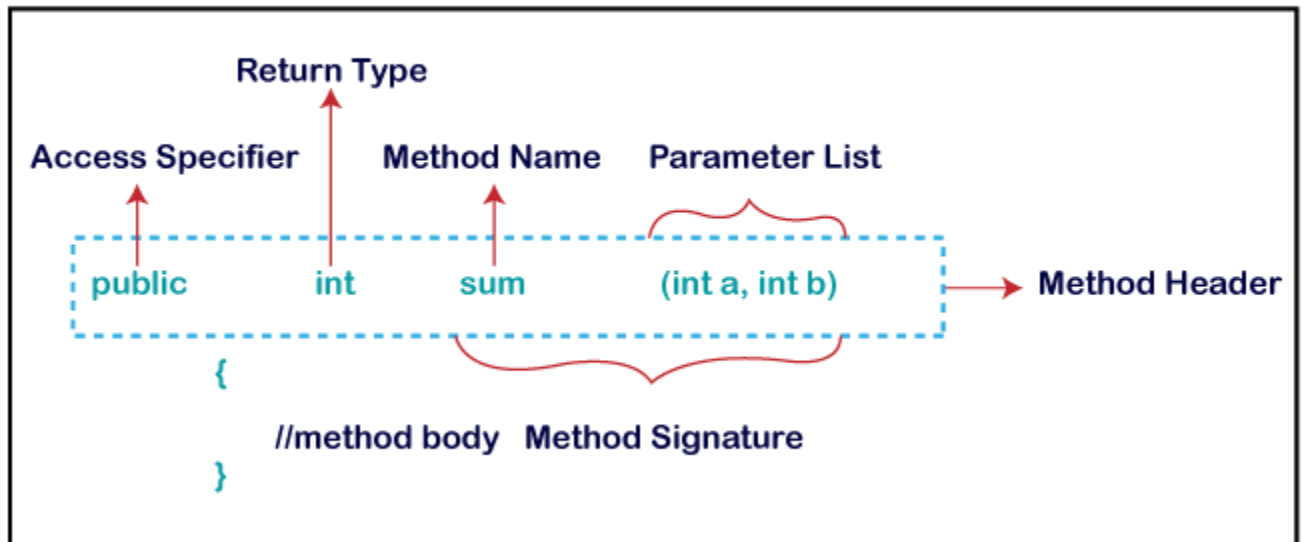 Return Type
Access Specifier Method Name Parameter List
public int sum (int a, int b) Method Header
{
//method body Method Signature
}